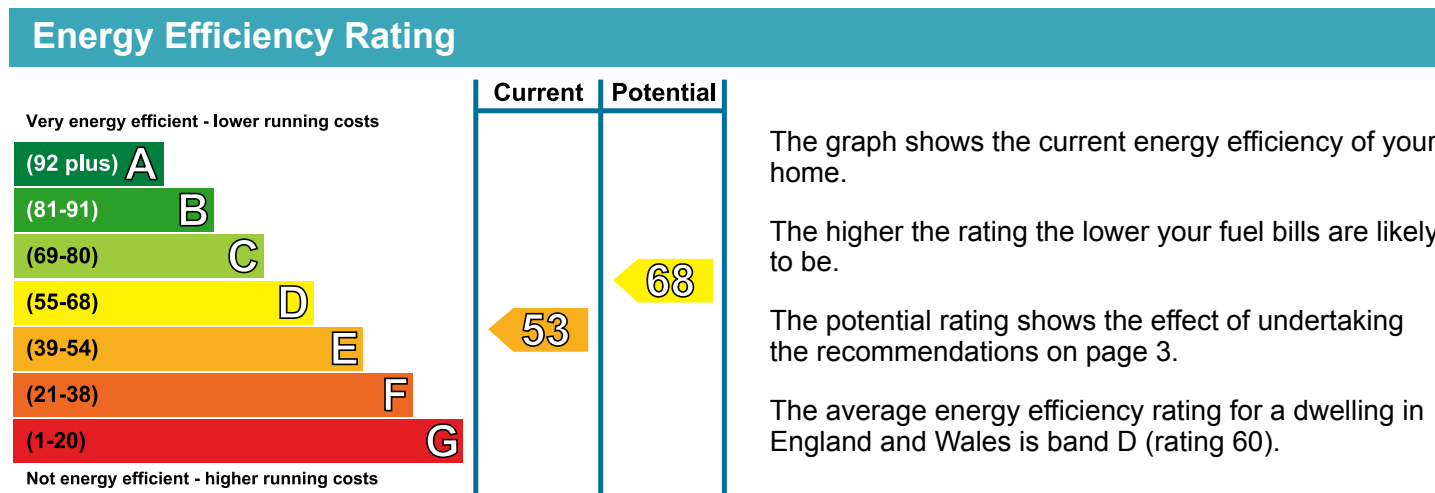 Energy Efficiency Rating
Current Potential
Very energy efficient - lower running costs
(92 plus) A
(81-91) B
(69-80) C
(55-68) D
(39-54) E
(21-38) F
(1-20) G
Not energy efficient - higher running costs
68
53
The graph shows the current energy efficiency of your
home.
The higher the rating the lower your fuel bills are likely
to be.
The potential rating shows the effect of undertaking
the recommendations on page 3.
The average energy efficiency rating for a dwelling in
England and Wales is band D (rating 60).